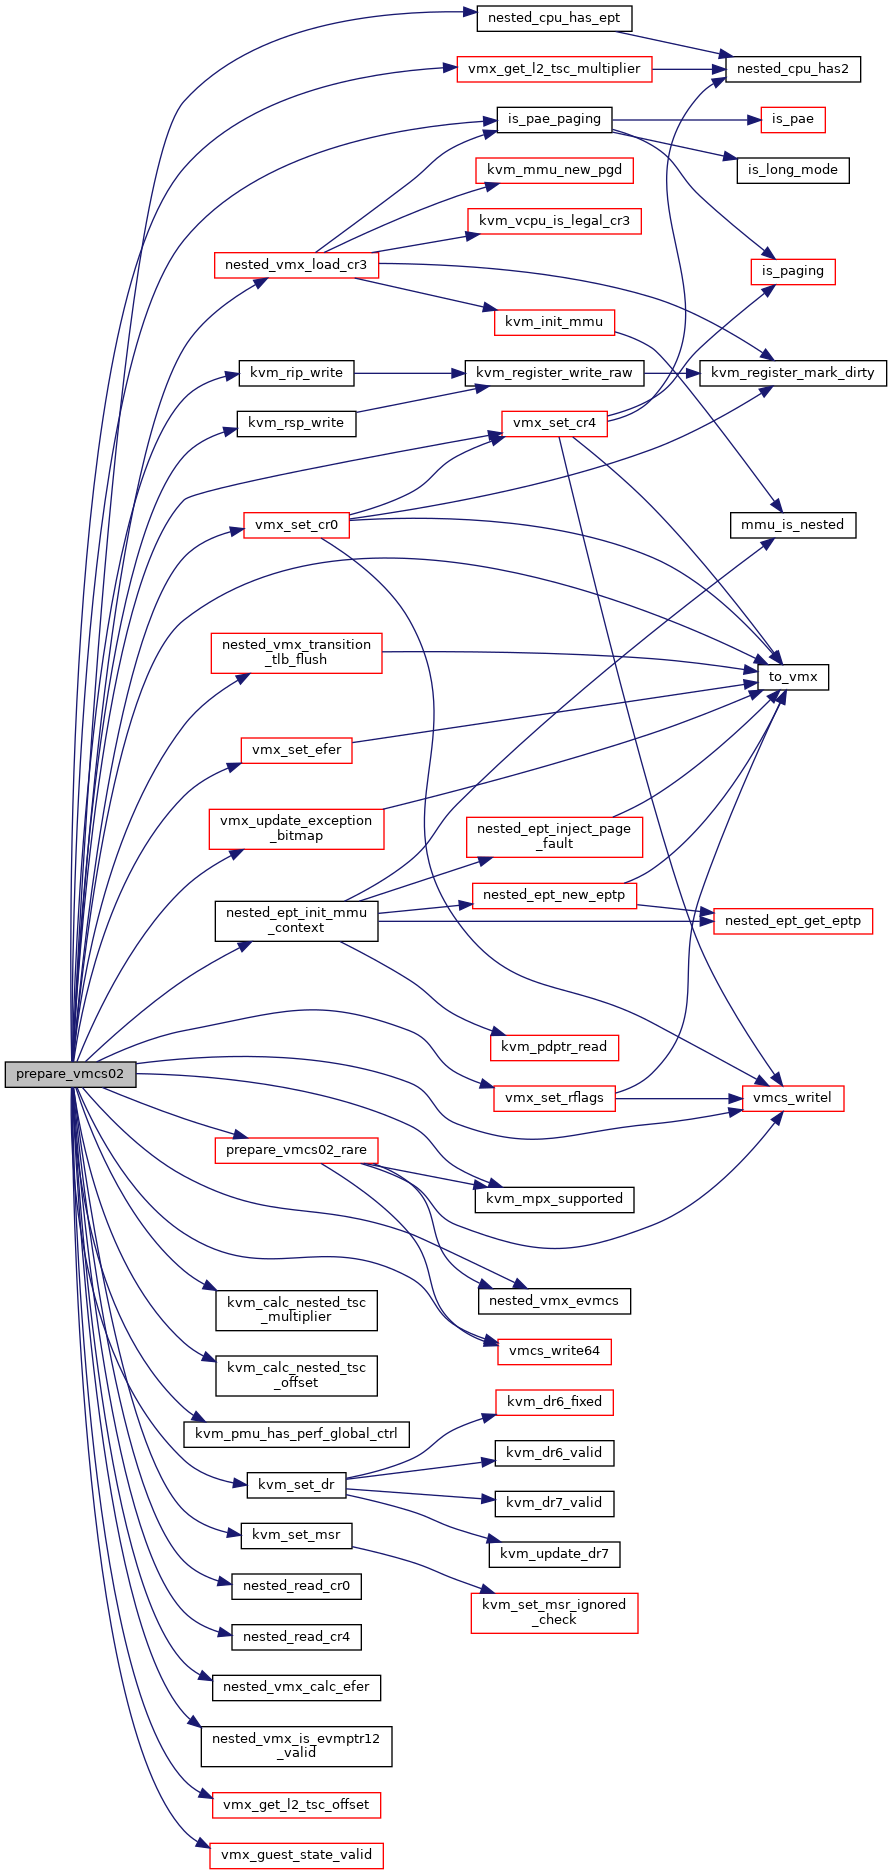 nested_cpu_has_ept
vmx_get_l2_tsc_multiplier
nested_cpu_has2
is_pae_paging
is_pae
kvm_mmu_new_pgd
is_long_mode
kvm_vcpu_is_legal_cr3
nested_vmx_load_cr3
is_paging
kvm_init_mmu
kvm_rip_write
kvm_register_write_raw
kvm_register_mark_dirty
kvm_rsp_write
vmx_set_cr4
vmx_set_cr0
mmu_is_nested
nested_vmx_transition
_tlb_flush
to_vmx
vmx_set_efer
vmx_update_exception
_bitmap
nested_ept_inject_page
_fault
nested_ept_new_eptp
nested_ept_init_mmu
_context
nested_ept_get_eptp
kvm_pdptr_read
prepare_vmcs02
vmx_set_rflags
vmcs_writel
prepare_vmcs02_rare
kvm_mpx_supported
kvm_calc_nested_tsc
_multiplier
nested_vmx_evmcs
vmcs_write64
kvm_calc_nested_tsc
_offset
kvm_dr6_fixed
kvm_pmu_has_perf_global_ctrl
kvm_dr6_valid
kvm_set_dr
kvm_dr7_valid
kvm_set_msr
kvm_update_dr7
nested_read_cr0
kvm_set_msr_ignored
_check
nested_read_cr4
nested_vmx_calc_efer
nested_vmx_is_evmptr12
_valid
vmx_get_l2_tsc_offset
vmx_guest_state_valid